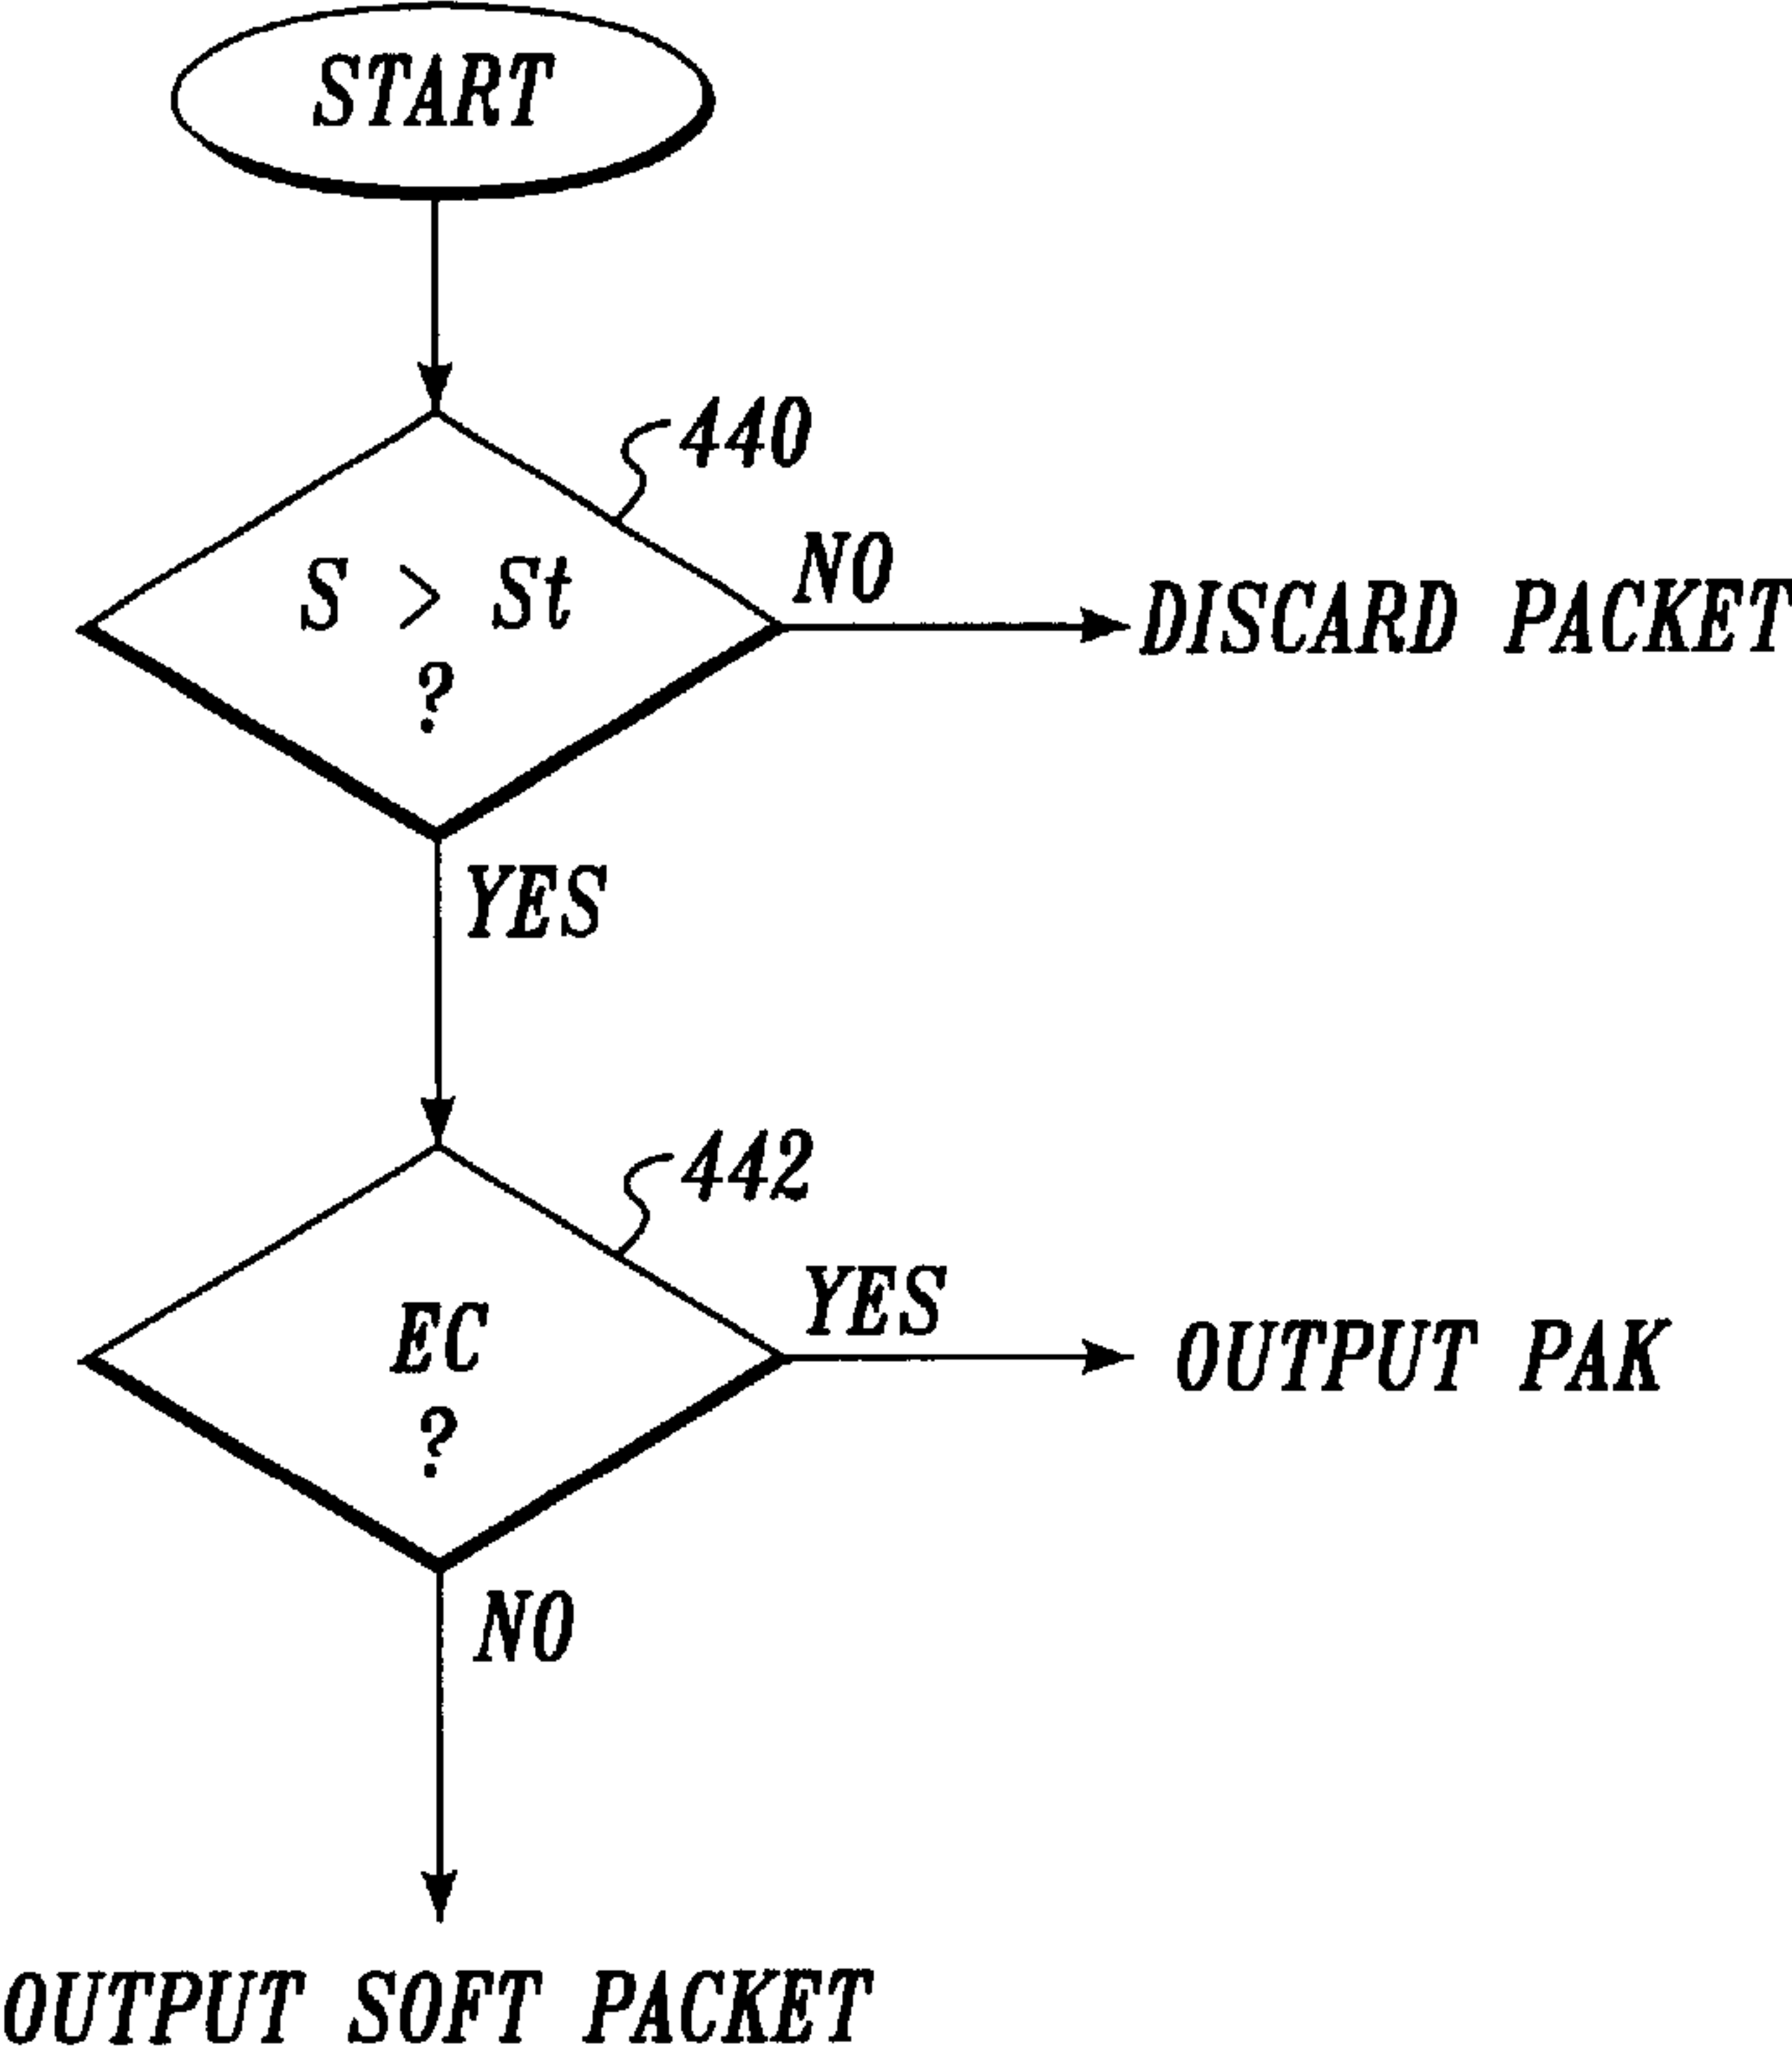 START
440
S > St
?
NO
DISCARD PACKET
YES
442
EC
?
YES
OUTPUT PAK
NO
OUTPUT SOFT PACKET